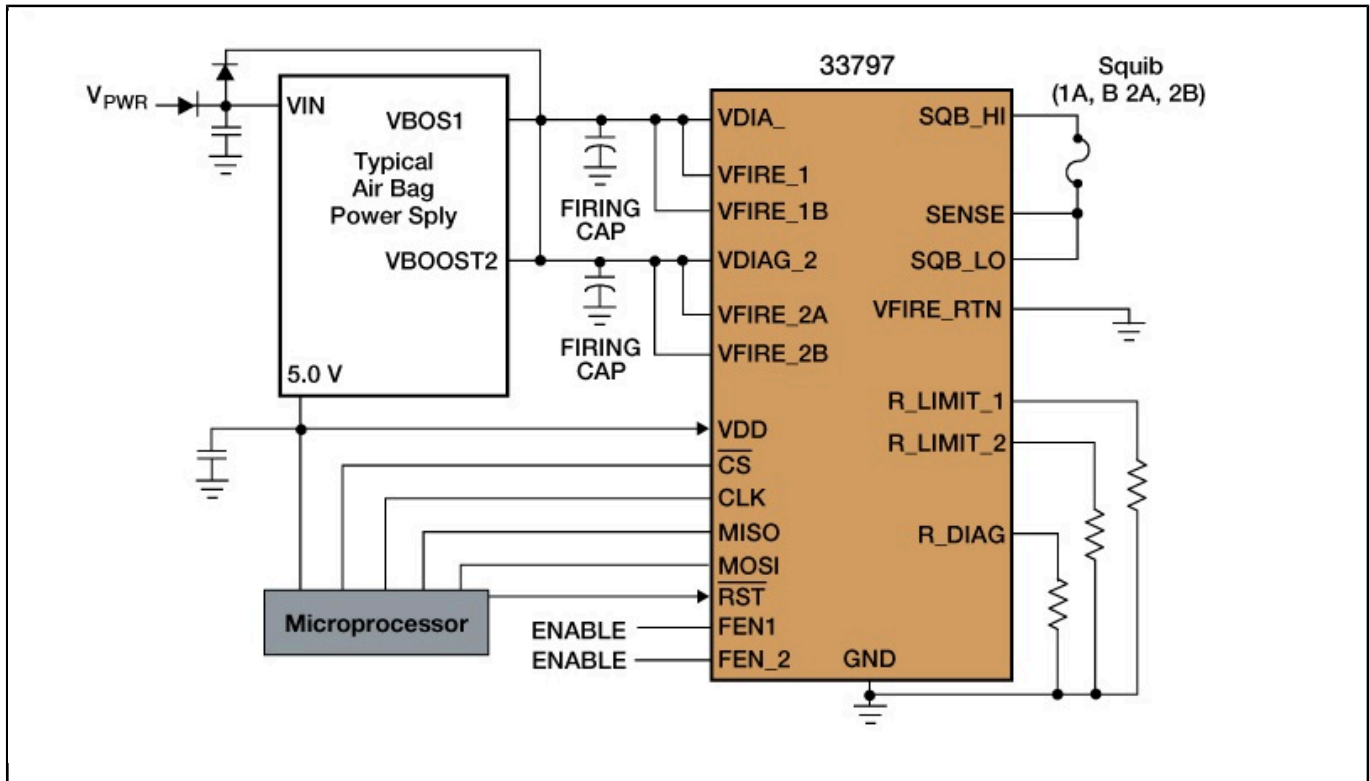 33797
Squib
(1A, B 2A, 2B)
VPWR
VIN
VBOS1
Typical
Air Bag
Power Sply
VBOOST2
5.0 V
FIRING
CAP
FIRING
CAP
VDIA_
VFIRE_1
VFIRE_1B
VDIAG_2
VFIRE_2A
VFIRE_2B
VDD
CS
CLK
MISO
MOSI
RST
FEN1
FEN_2
GND
SQB_HI
SENSE
SQB_LO
VFIRE_RTN
R_LIMIT_1
R_LIMIT_2
R_DIAG
Microprocessor
ENABLE
ENABLE